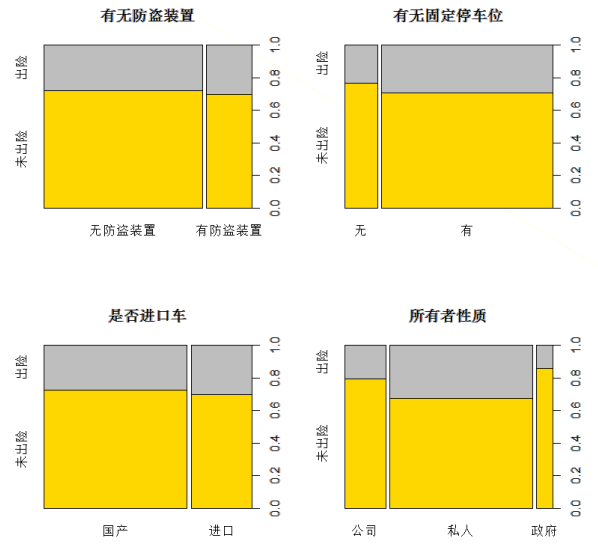 有无防盗装置
出险
未出险
1.0
0.8
0.6
0.4
0.2
0.0
无防盗装置 有防盗装置
有无固定停车位
出险
未出险
1.0
0.8
0.6
0.4
0.2
0.0
无 有
是否进口车
出险
未出险
1.0
0.8
0.6
0.4
0.2
0.0
国产 进口
所有者性质
出险
未出险
1.0
0.8
0.6
0.4
0.2
0.0
公司 私人 政府